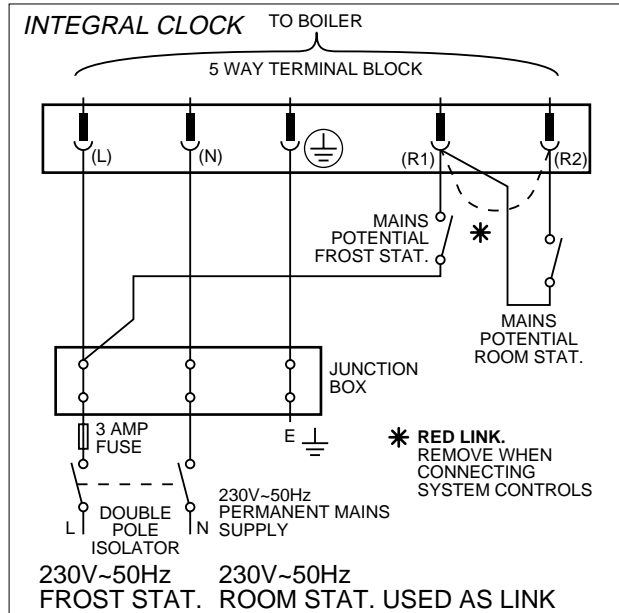 INTEGRAL CLOCK
TO BOILER
5 WAY TERMINAL BLOCK
(L)
(N)
(R1)
(R2)
MAINS
POTENTIAL
FROST STAT.
MAINS
POTENTIAL
ROOM STAT.
JUNCTION
BOX
3 AMP
FUSE
E
RED LINK.
REMOVE WHEN
CONNECTING
SYSTEM CONTROLS
L
DOUBLE
POLE
ISOLATOR
N
230V~50Hz
PERMANENT MAINS
SUPPLY
230V~50Hz
FROST STAT.
230V~50Hz
ROOM STAT. USED AS LINK